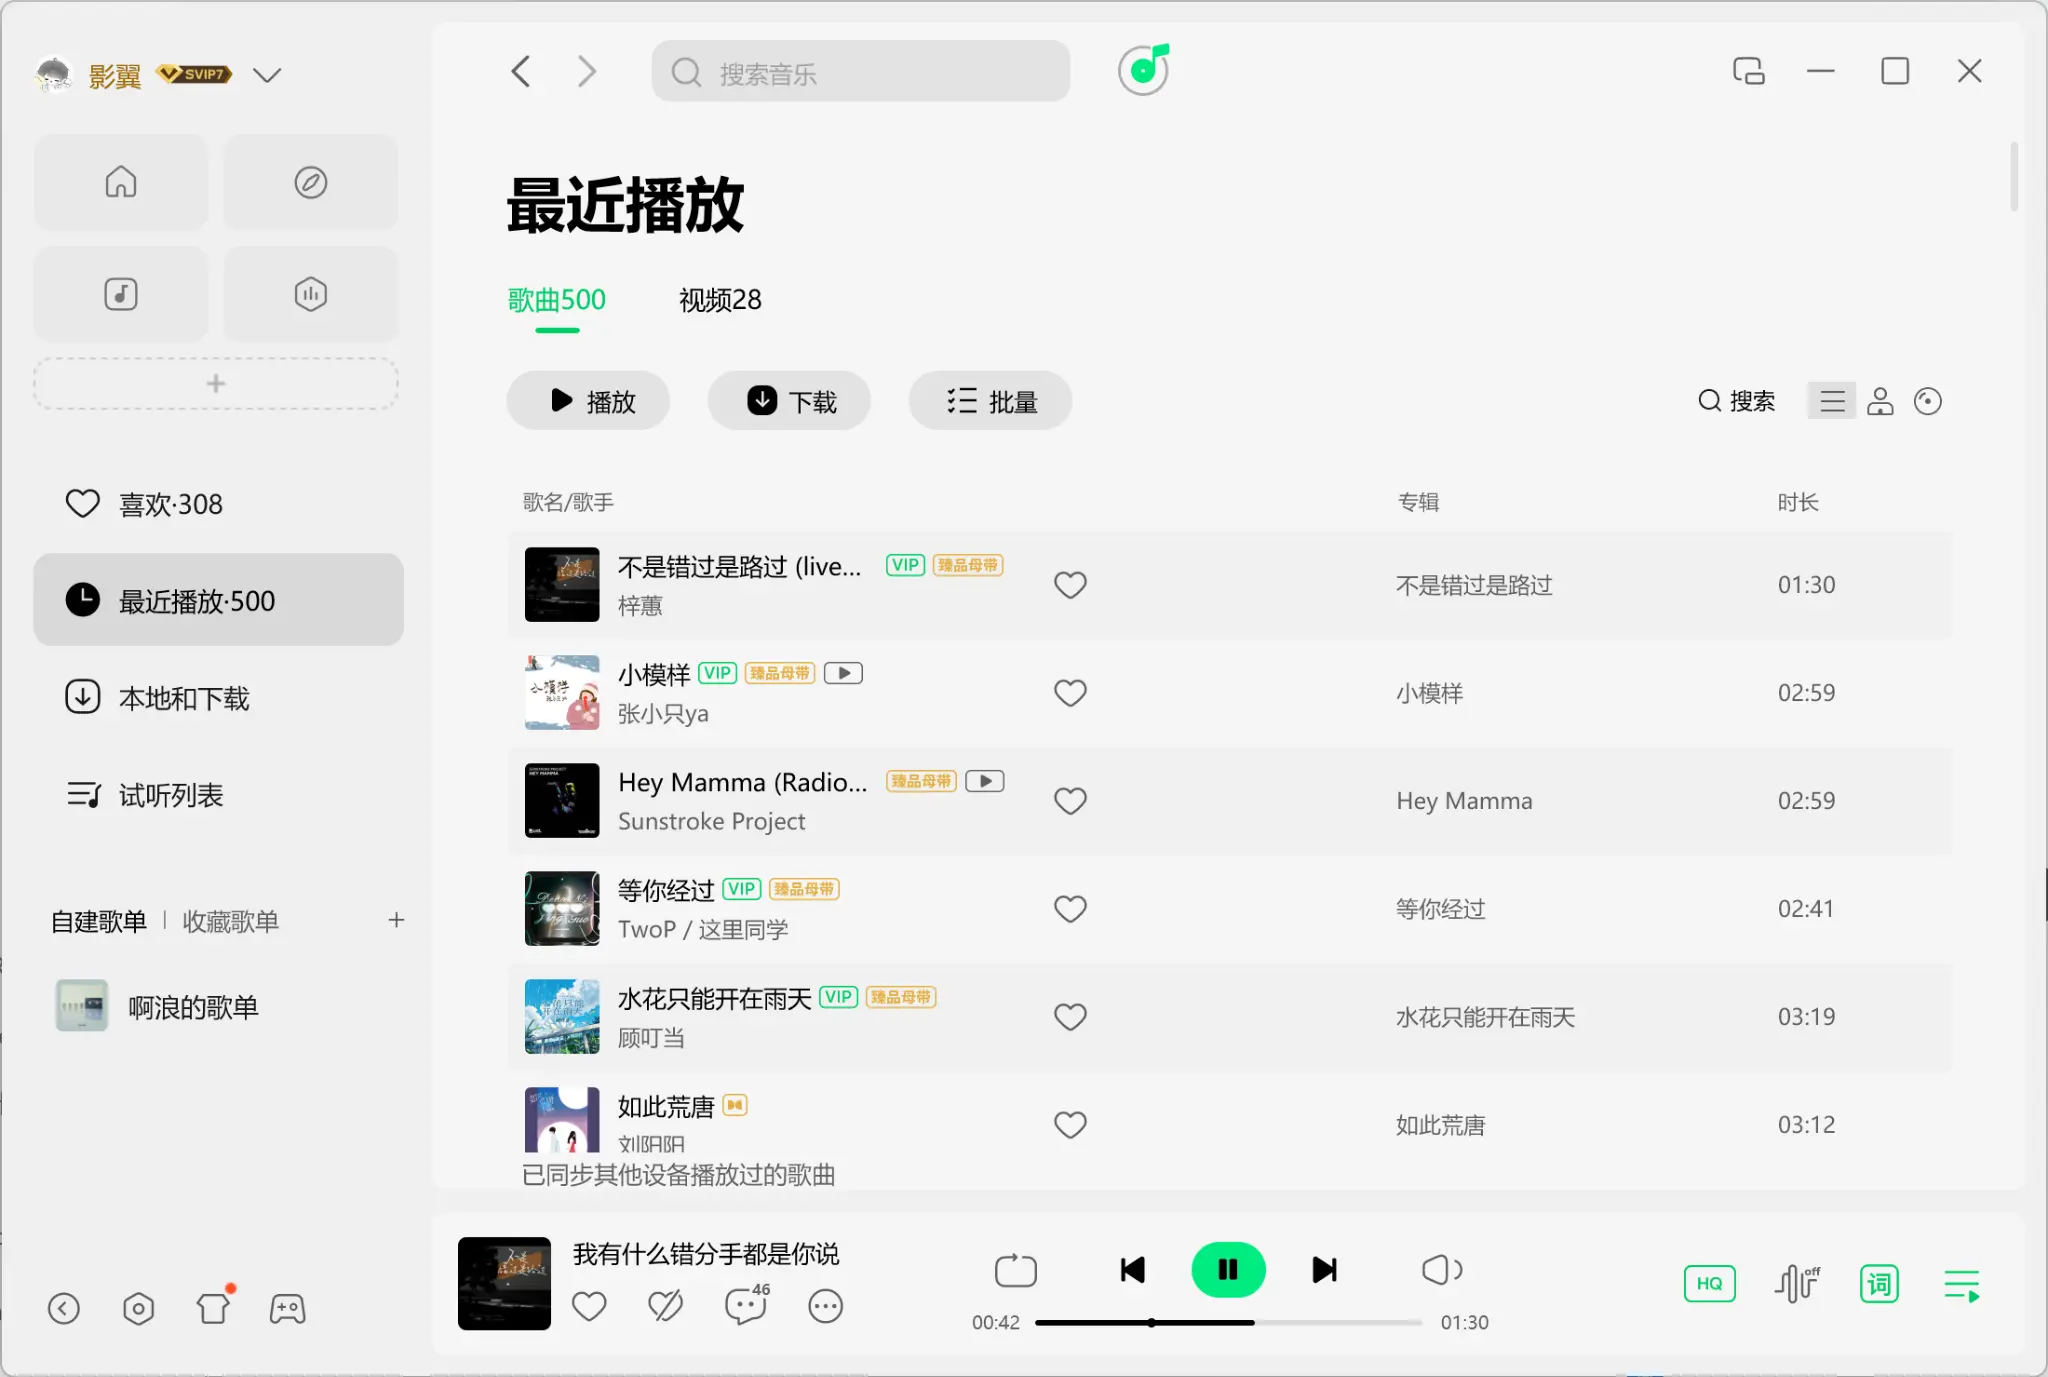 影翼 SVIP7
搜索音乐
最近播放
歌曲500 视频28
播放 下载 批量 搜索
喜欢·308
最近播放·500
本地和下载
试听列表
自建歌单 收藏歌单
啊浪的歌单
歌名/歌手 专辑 时长
不是错过是路过 (live... VIP 臻品母带 不是错过是路过 01:30
梓蕙
小模样 VIP 臻品母带 小模样 02:59
张小只ya
Hey Mamma (Radio... 臻品母带 Hey Mamma 02:59
Sunstroke Project
等你经过 VIP 臻品母带 等你经过 02:41
TwoP / 这里同学
水花只能开在雨天 VIP 臻品母带 水花只能开在雨天 03:19
顾叮当
如此荒唐 如此荒唐 03:12
刘阳阳
已同步其他设备播放过的歌曲
我有什么错分手都是你说
46
00:42 01:30
HQ off 词